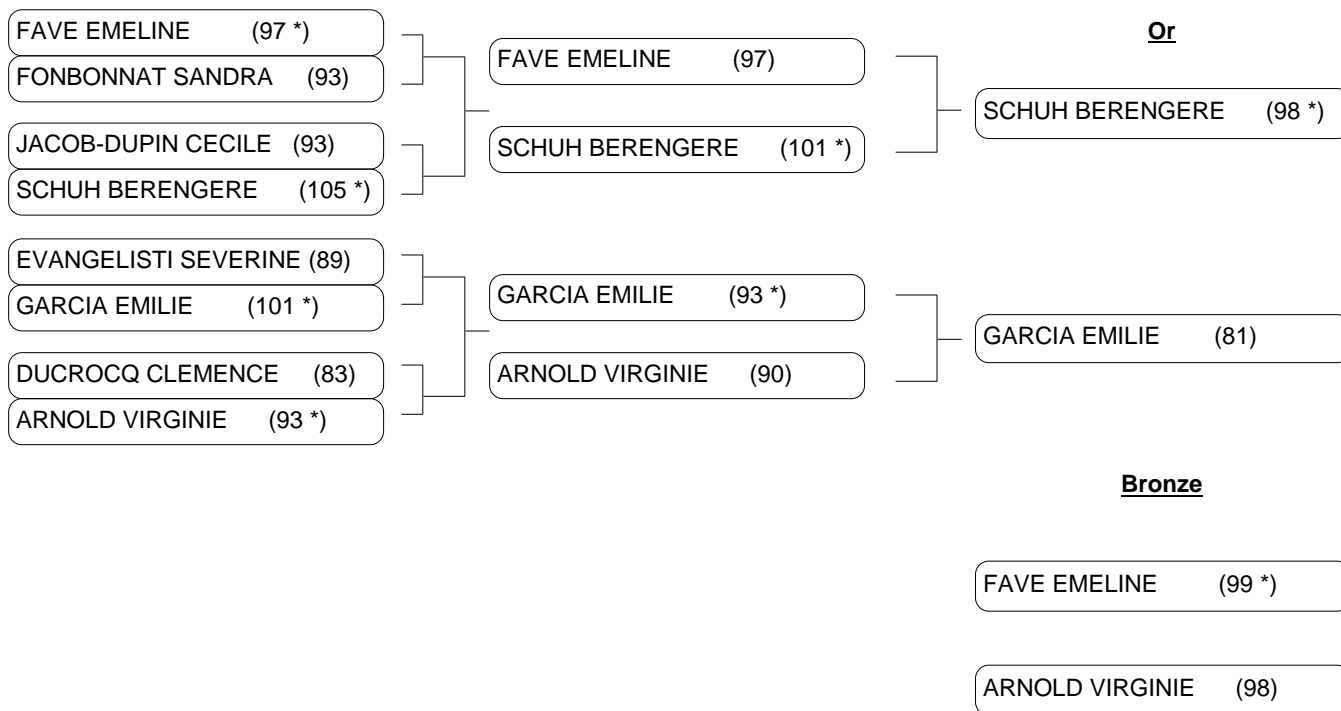 FAVE EMELINE (97 *)
FONBONNAT SANDRA (93)
JACOB-DUPIN CECILE (93)
SCHUH BERENGERE (105 *)
EVANGELISTI SEVERINE (89)
GARCIA EMILIE (101 *)
DUCROCQ CLEMENCE (83)
ARNOLD VIRGINIE (93 *)
FAVE EMELINE (97)
SCHUH BERENGERE (101 *)
GARCIA EMILIE (93 *)
ARNOLD VIRGINIE (90)
Or
SCHUH BERENGERE (98 *)
GARCIA EMILIE (81)
Bronze
FAVE EMELINE (99 *)
ARNOLD VIRGINIE (98)